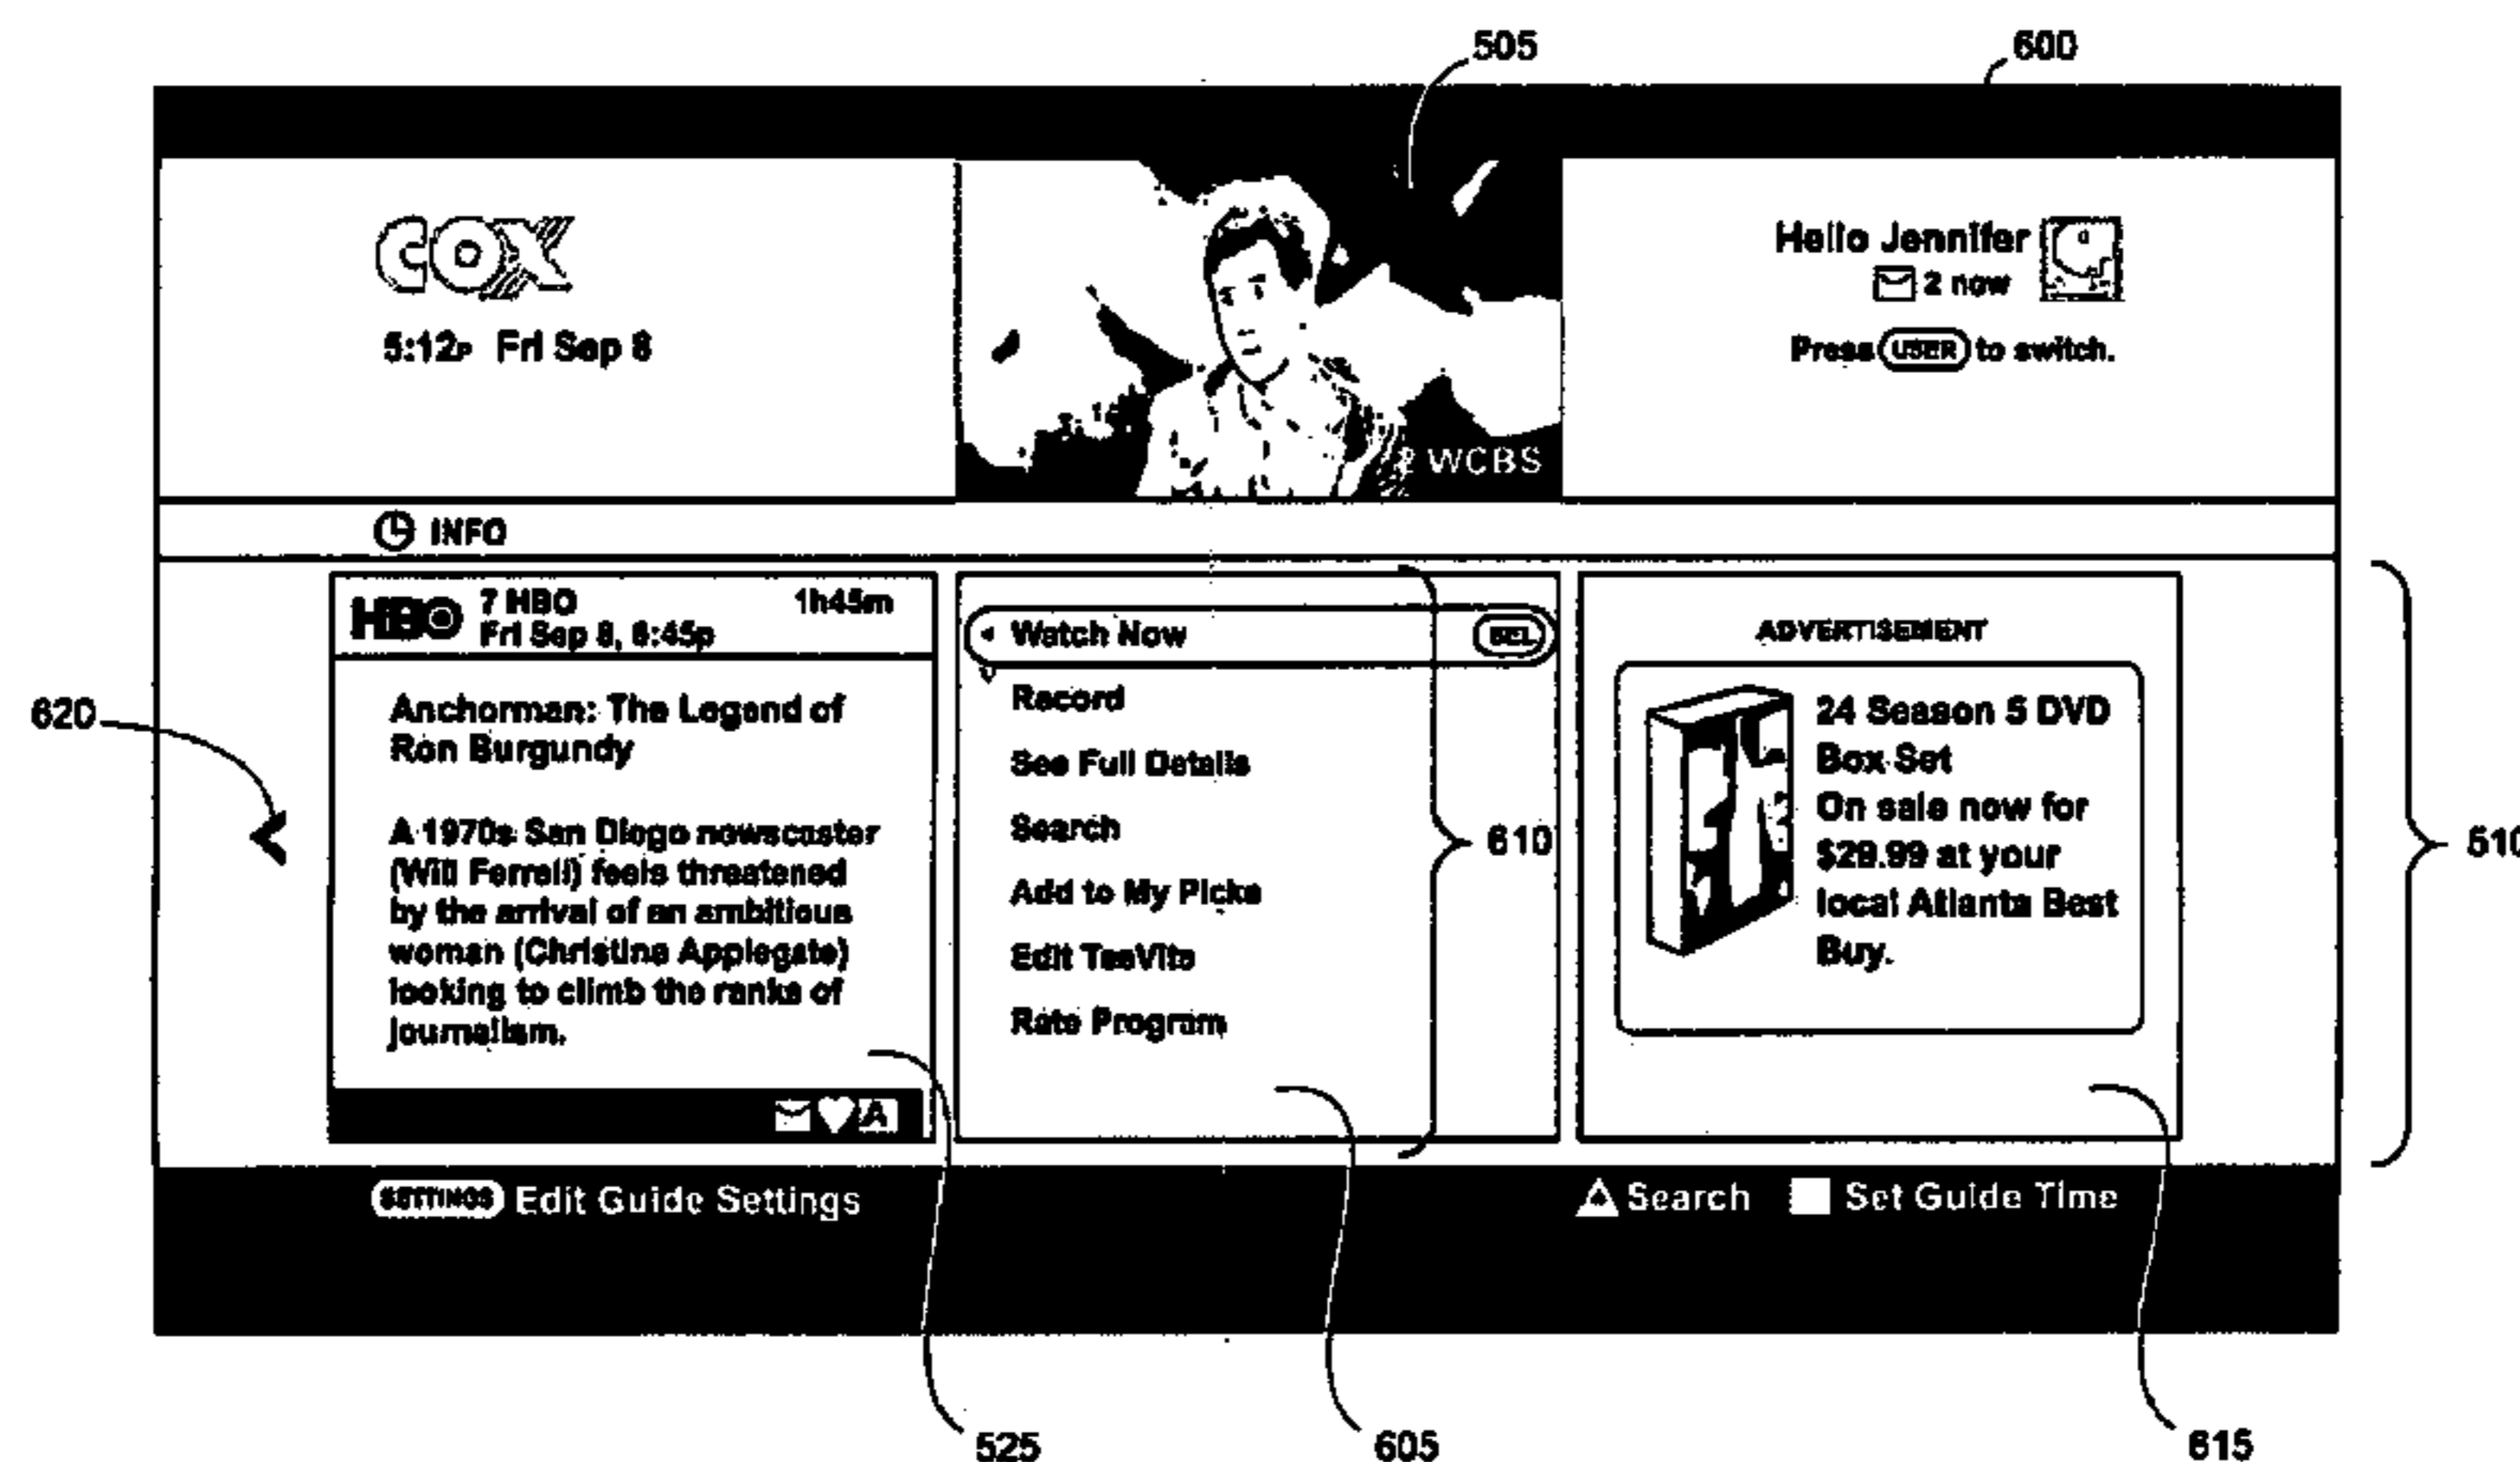 505
600
COX
Hello Jennifer
2 new
5:12P Fri Sep 8
Press USER to switch.
2 WCBS
INFO
HBO
7 HBO
1h45m
Fri Sep 8, 6:45p
Anchorman: The Legend of
Ron Burgundy
A 1970s San Diego newscaster
(Will Ferrell) feels threatened
by the arrival of an ambitious
woman (Christina Applegate)
looking to climb the ranks of
journalism.
A
Watch Now
SEL
Record
See Full Details
Search
Add to My Picks
Edit TeeVite
Rate Program
ADVERTISEMENT
24 Season 5 DVD
Box Set
On sale now for
$29.99 at your
local Atlanta Best
Buy.
620
610
510
SETTINGS Edit Guide Settings
A Search
Set Guide Time
525
605
615